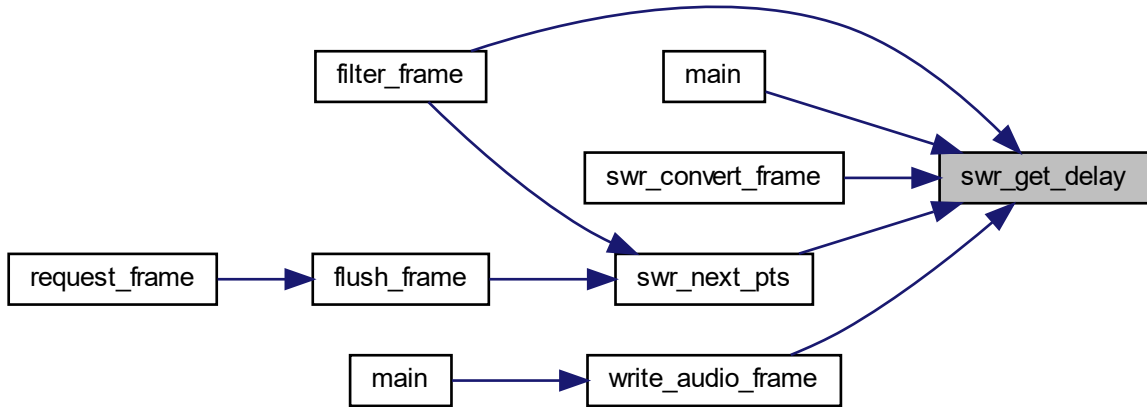 filter_frame
main
swr_convert_frame
swr_get_delay
request_frame
flush_frame
swr_next_pts
main
write_audio_frame